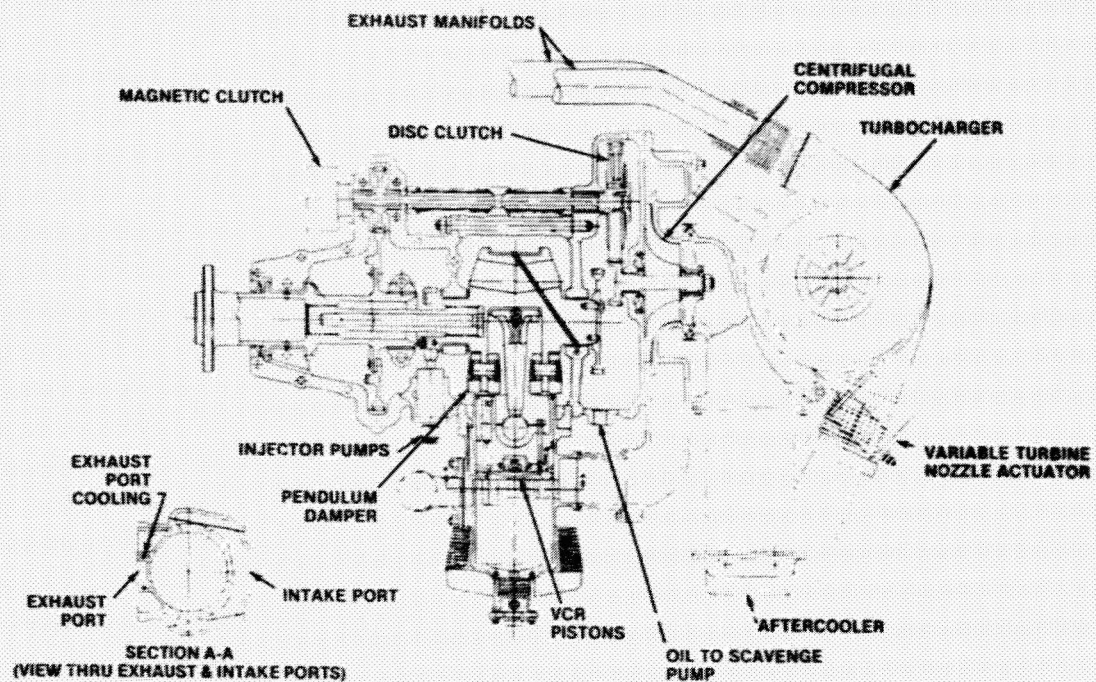 EXHAUST MANIFOLDS
MAGNETIC CLUTCH
CENTRIFUGAL
COMPRESSOR
DISC CLUTCH
TURBOCHARGER
INJECTOR PUMPS
EXHAUST
PORT
COOLING
PENDULUM
DAMPER
VARIABLE TURBINE
NOZZLE ACTUATOR
EXHAUST
PORT
INTAKE PORT
VCR
PISTONS
AFTERCOOLER
OIL TO SCAVENGE
PUMP
SECTION A-A
(VIEW THRU EXHAUST & INTAKE PORTS)